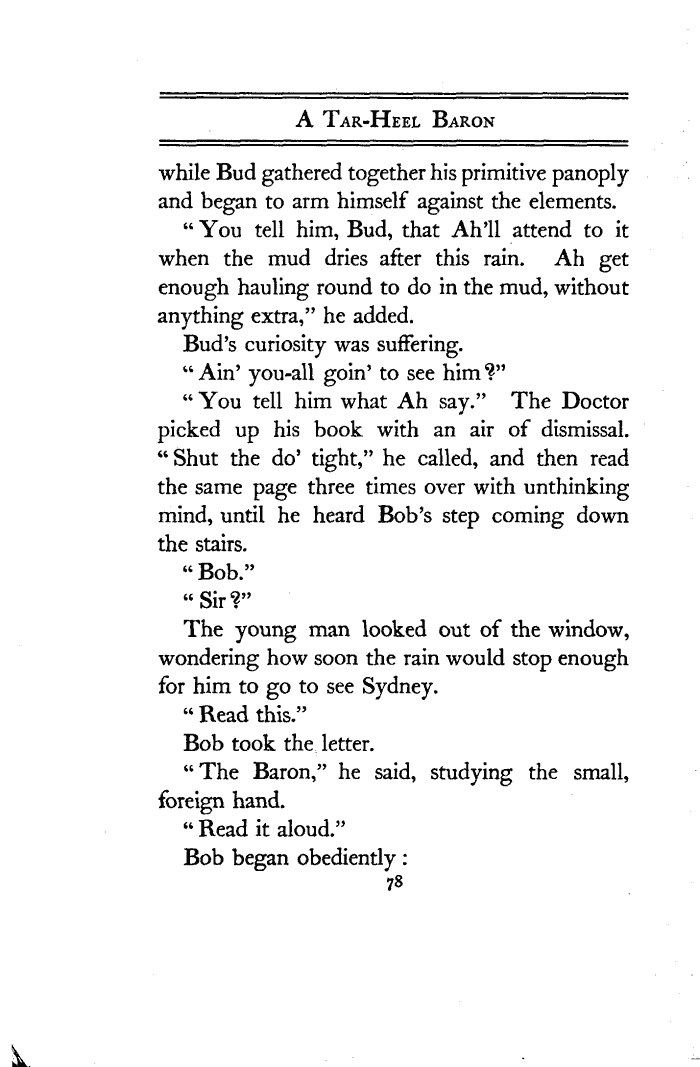 A Tar-Heel Baron
while Bud gathered together his primitive panoply
and began to arm himself against the elements.
“ You tell him, Bud, that Ah’ll attend to it
when the mud dries after this rain. Ah get
enough hauling round to do in the mud, without
anything extra,” he added.
Bud’s curiosity was suffering.
“ Ain’ you-all goin’ to see him?”
“ You tell him what Ah say.” The Doctor
picked up his book with an air of dismissal.
“ Shut the do’ tight,” he called, and then read
the same page three times over with unthinking
mind, until he heard Bob’s step coming down
the stairs.
“ Bob.”
“ Sir?”
The young man looked out of the window,
wondering how soon the rain would stop enough
for him to go to see Sydney.
“ Read this.”
Bob took the letter.
“ The Baron,” he said, studying the small,
foreign hand.
“ Read it aloud.”
Bob began obediently :
78